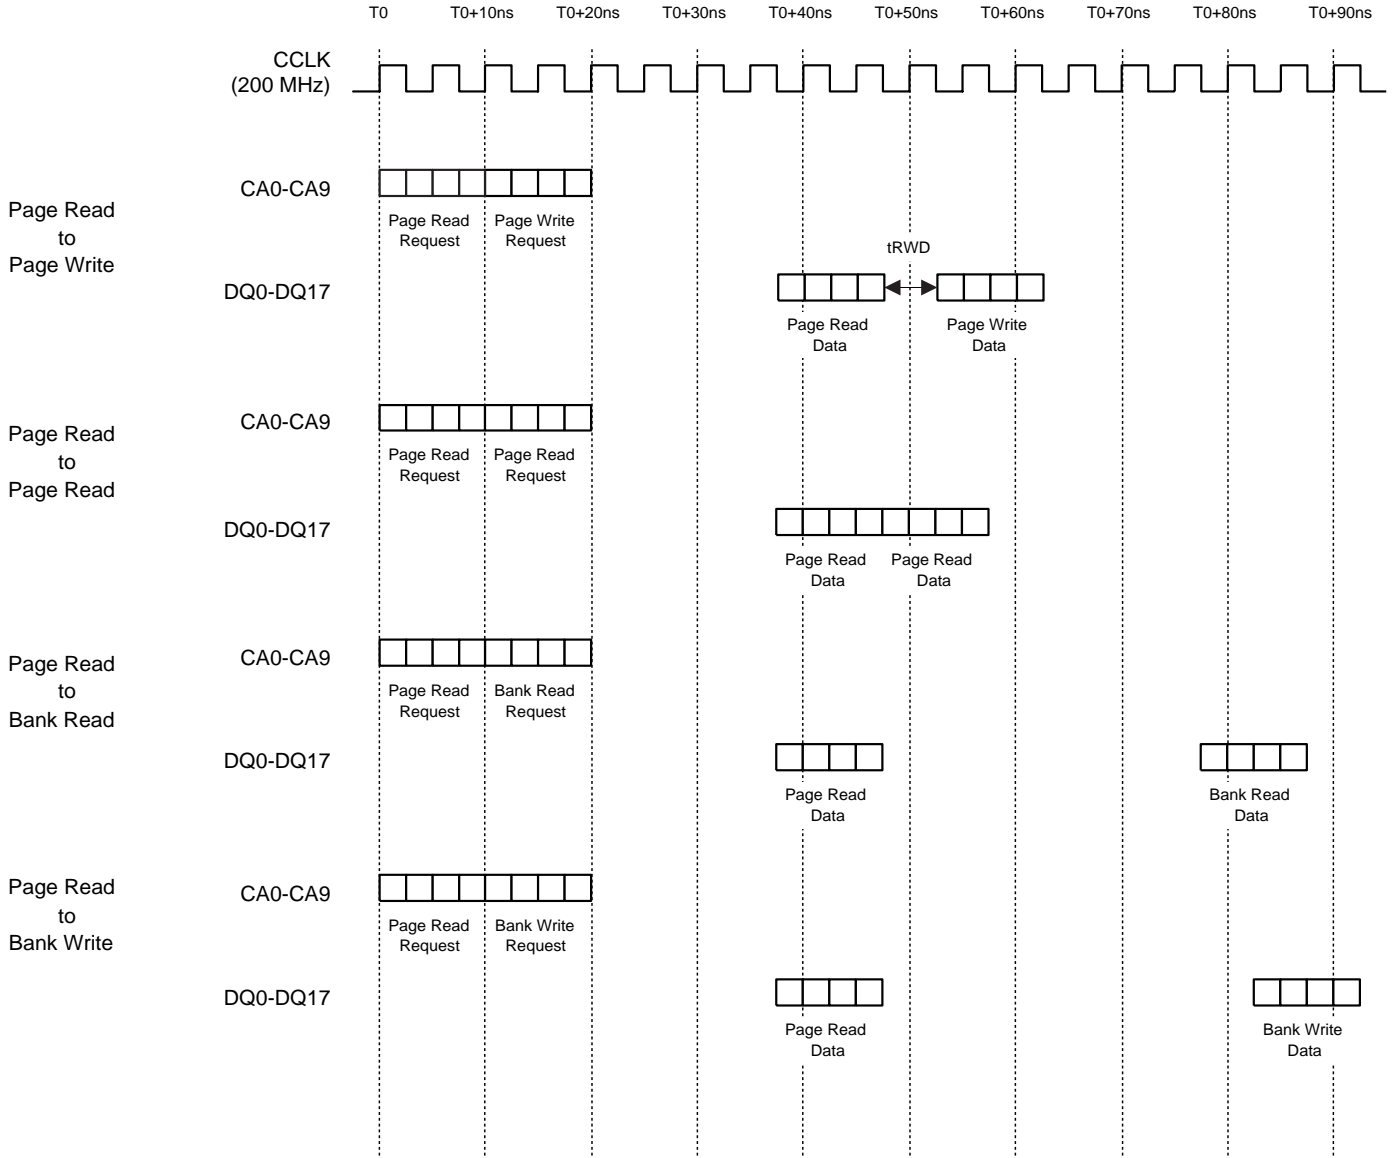 T0 T0+10ns T0+20ns T0+30ns T0+40ns T0+50ns T0+60ns T0+70ns T0+80ns T0+90ns
CCLK
(200 MHz)
Page Read
to
Page Write
CA0-CA9
Page Read Page Write
Request Request
tRWD
DQ0-DQ17
Page Read Page Write
Data Data
Page Read
to
Page Read
CA0-CA9
Page Read Page Read
Request Request
DQ0-DQ17
Page Read Page Read
Data Data
Page Read
to
Bank Read
CA0-CA9
Page Read Bank Read
Request Request
DQ0-DQ17
Page Read Bank Read
Data Data
Page Read
to
Bank Write
CA0-CA9
Page Read Bank Write
Request Request
DQ0-DQ17
Page Read Bank Write
Data Data